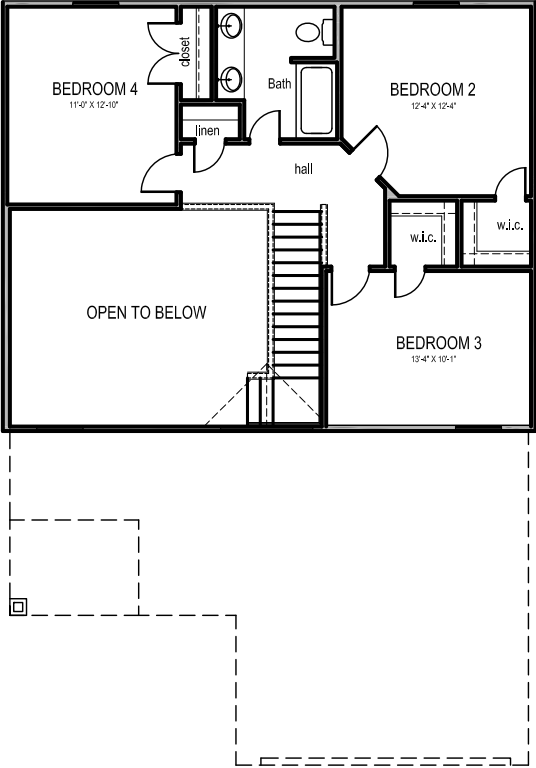 closet
BEDROOM 4
11'-0" X 12'-10"
Bath
BEDROOM 2
12'-4" X 12'-4"
linen
hall
w.i.c.
w.i.c.
OPEN TO BELOW
BEDROOM 3
13'-4" X 10'-1"